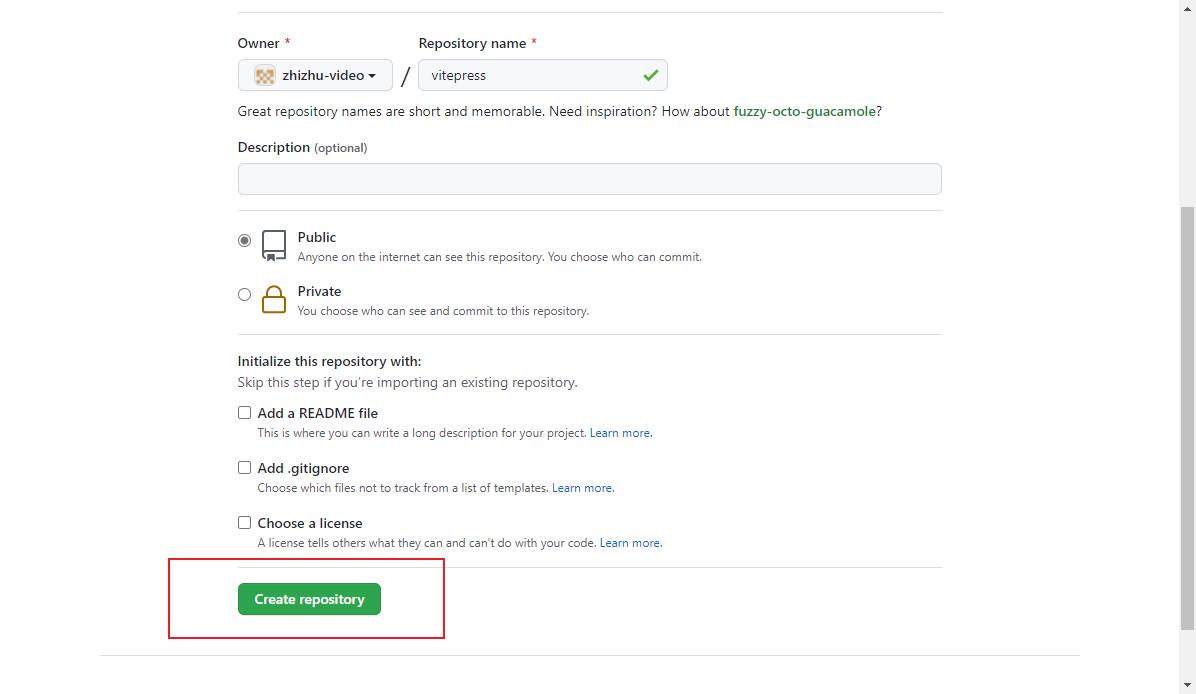 Owner * Repository name *
zhizhu-video / vitepress
Great repository names are short and memorable. Need inspiration? How about fuzzy-octo-guacamole?
Description (optional)
Public
Anyone on the internet can see this repository. You choose who can commit.
Private
You choose who can see and commit to this repository.
Initialize this repository with:
Skip this step if you're importing an existing repository.
Add a README file
This is where you can write a long description for your project. Learn more.
Add .gitignore
Choose which files not to track from a list of templates. Learn more.
Choose a license
A license tells others what they can and can't do with your code. Learn more.
Create repository